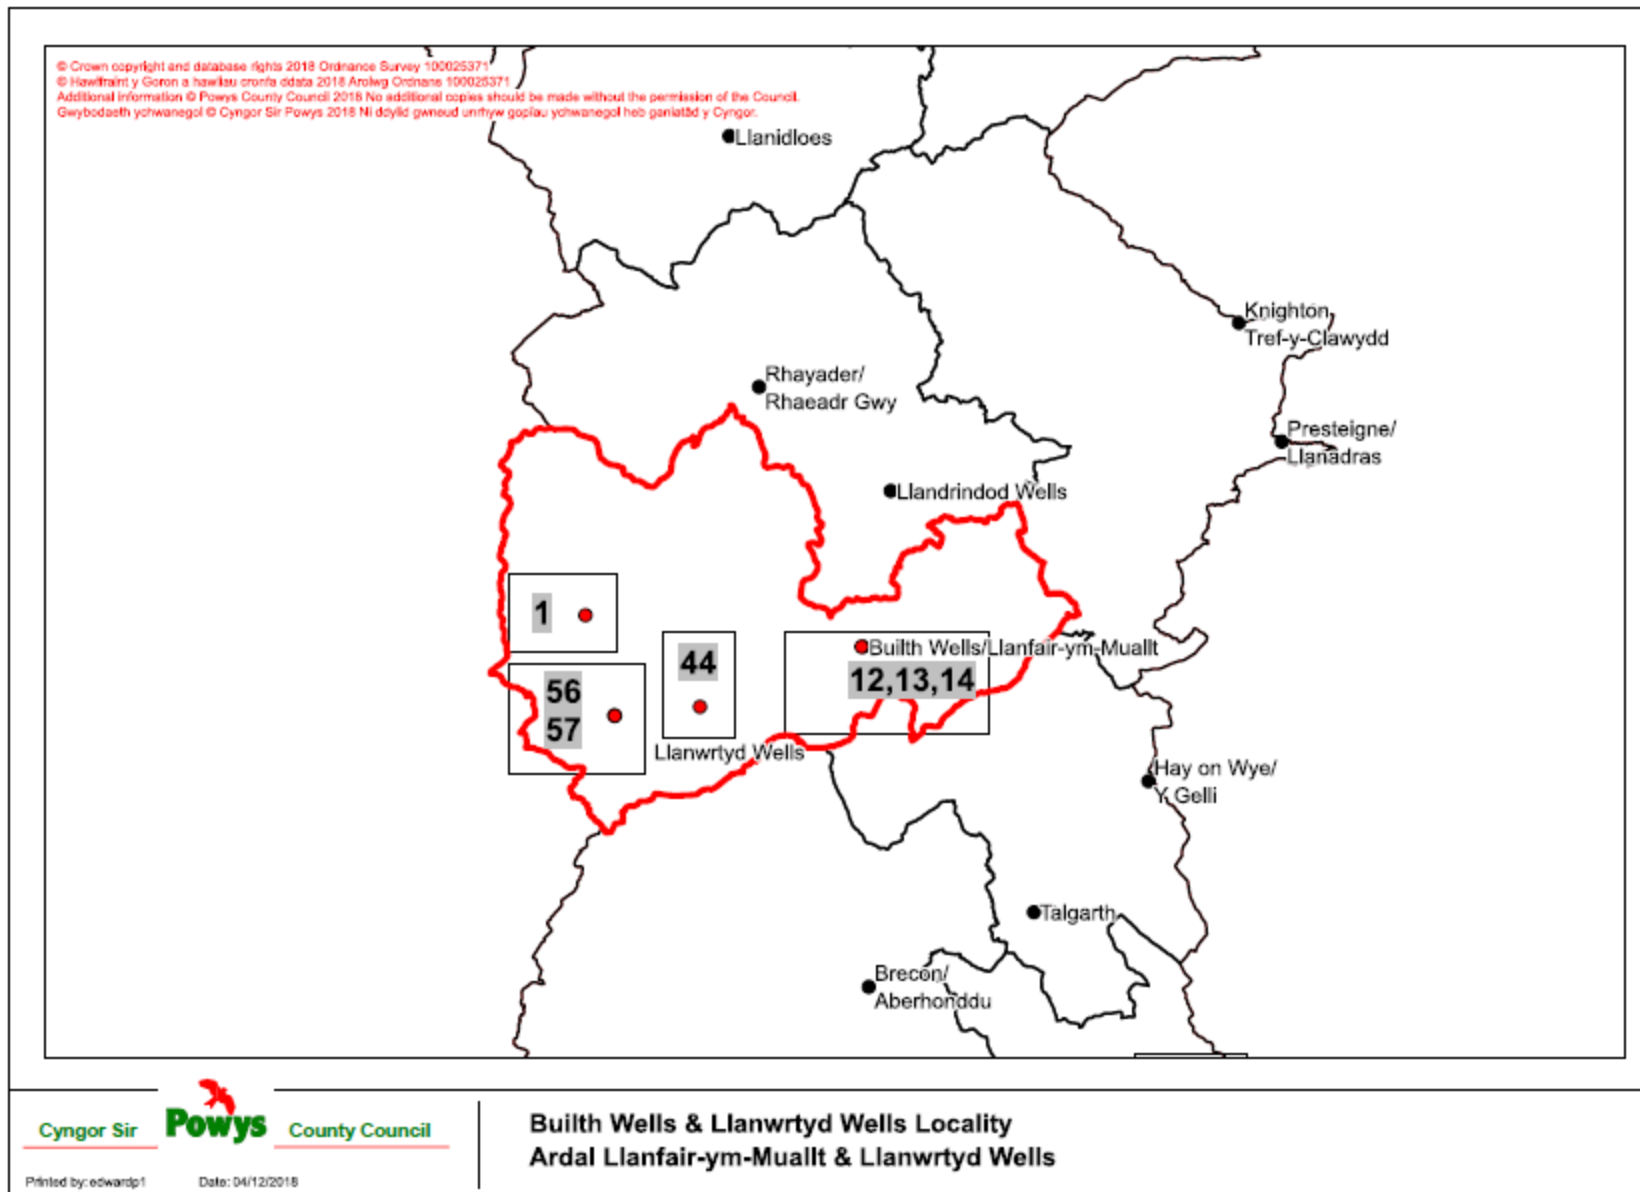 © Crown copyright and database rights 2018 Ordnance Survey 100025371
© Hawlfraint y Goron a hawliau cronfa ddata 2018 Arolwg Ordnans 100025371
Additional Information © Powys County Council 2018 No additional copies should be made without the permission of the Council.
Gwybodaeth ychwanegol © Cyngor Sir Powys 2018 Ni ddylid gwneud unrhyw gopïau ychwanegol heb ganiatâd y Cyngor.
Llanidloes
Knighton
Tref-y-Clawydd
Rhayader/
Rhaeadr Gwy
Presteigne/
Llanadras
Llandrindod Wells
1
Builth Wells/Llanfair-ym-Muallt
44
12,13,14
56
57
Llanwrtyd Wells
Hay on Wye/
Y Gelli
Talgarth
Brecon/
Aberhonddu
Cyngor Sir Powys County Council
Builth Wells & Llanwrtyd Wells Locality
Ardal Llanfair-ym-Muallt & Llanwrtyd Wells
Printed by: edwardp1 Date: 04/12/2018